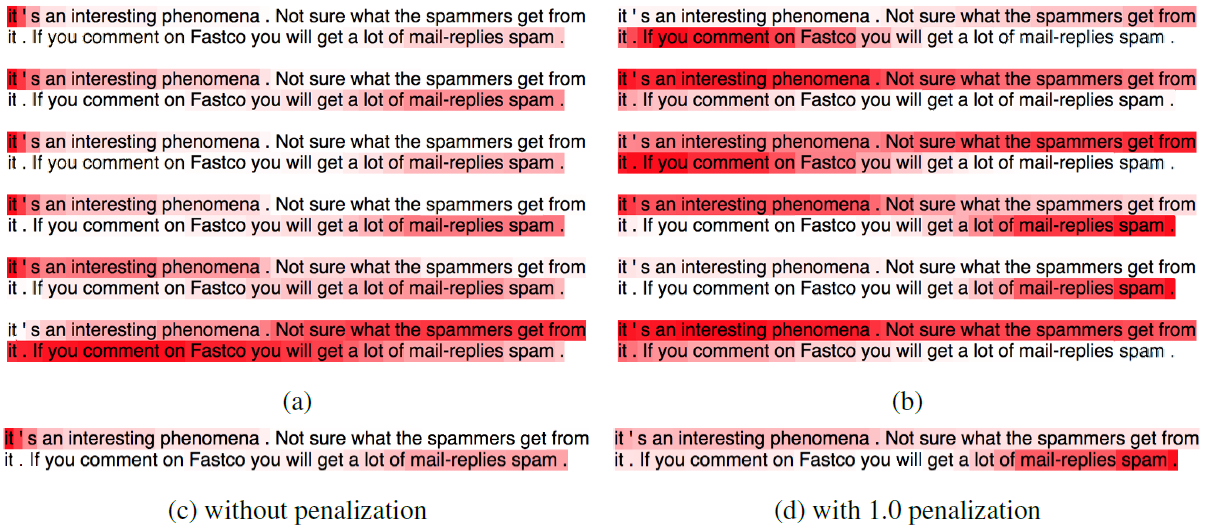 it ' s an interesting phenomena . Not sure what the spammers get from
it . If you comment on Fastco you will get a lot of mail-replies spam .
it ' s an interesting phenomena . Not sure what the spammers get from
it . If you comment on Fastco you will get a lot of mail-replies spam .
it ' s an interesting phenomena . Not sure what the spammers get from
it . If you comment on Fastco you will get a lot of mail-replies spam .
it ' s an interesting phenomena . Not sure what the spammers get from
it . If you comment on Fastco you will get a lot of mail-replies spam .
it ' s an interesting phenomena . Not sure what the spammers get from
it . If you comment on Fastco you will get a lot of mail-replies spam .
it ' s an interesting phenomena . Not sure what the spammers get from
it . If you comment on Fastco you will get a lot of mail-replies spam .
(a)
it ' s an interesting phenomena . Not sure what the spammers get from
it . If you comment on Fastco you will get a lot of mail-replies spam .
it ' s an interesting phenomena . Not sure what the spammers get from
it . If you comment on Fastco you will get a lot of mail-replies spam .
it ' s an interesting phenomena . Not sure what the spammers get from
it . If you comment on Fastco you will get a lot of mail-replies spam .
it ' s an interesting phenomena . Not sure what the spammers get from
it . If you comment on Fastco you will get a lot of mail-replies spam .
it ' s an interesting phenomena . Not sure what the spammers get from
it . If you comment on Fastco you will get a lot of mail-replies spam .
it ' s an interesting phenomena . Not sure what the spammers get from
it . If you comment on Fastco you will get a lot of mail-replies spam .
(b)
it ' s an interesting phenomena . Not sure what the spammers get from
it . If you comment on Fastco you will get a lot of mail-replies spam .
(c) without penalization
it ' s an interesting phenomena . Not sure what the spammers get from
it . If you comment on Fastco you will get a lot of mail-replies spam .
(d) with 1.0 penalization